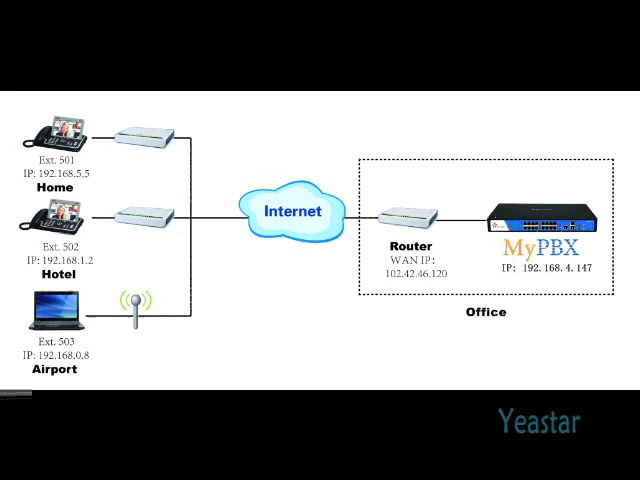 Ext. 501
IP: 192.168.5.5
Home
Ext. 502
IP: 192.168.1.2
Hotel
Ext. 503
IP: 192.168.0.8
Airport
Internet
Router
WAN IP:
102.42.46.120
MyPBX
IP: 192. 168. 4. 147
Office
Yeastar